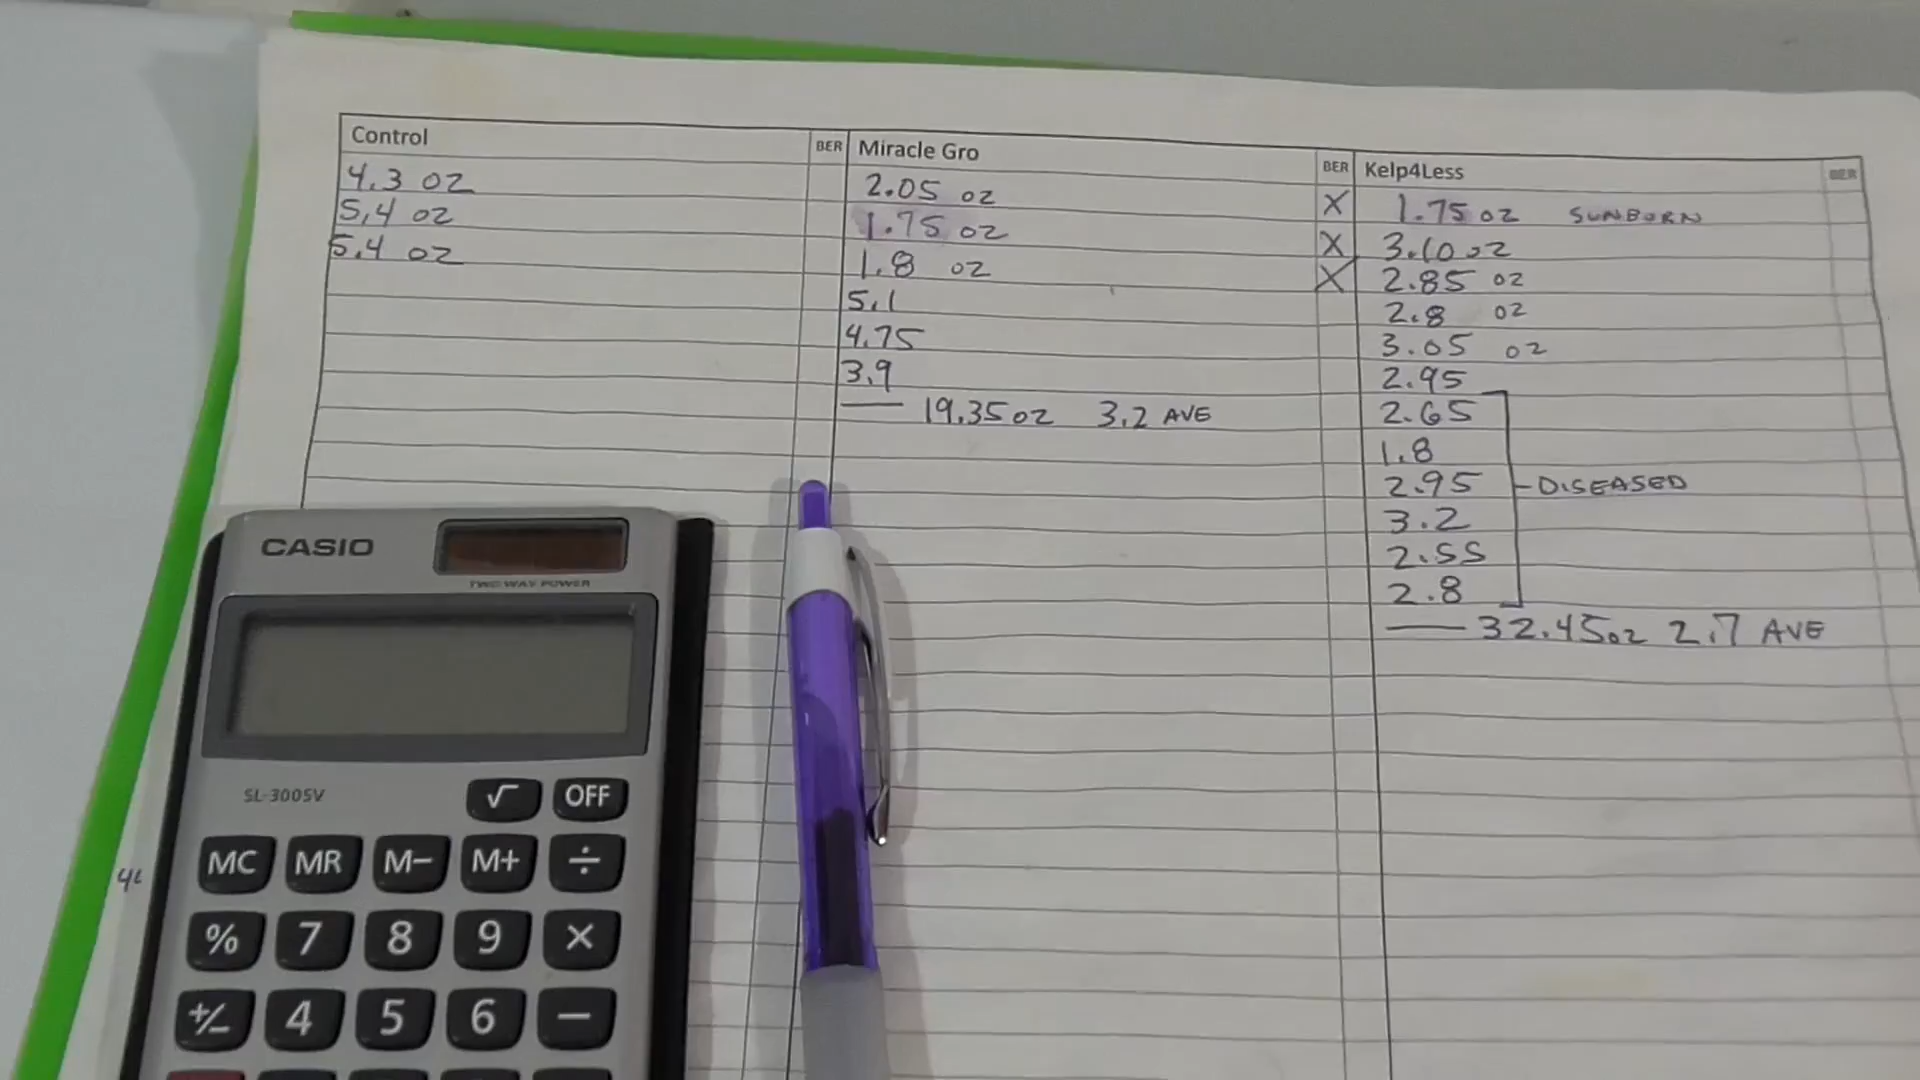 Control BER Miracle Gro BER Kelp4Less BER
4.3 oz
5.4 oz
5.4 oz
2.05 oz X
1.75 oz X
1.8 oz X
5.1
4.75
3.9
19.35 oz 3.2 AVE
1.75 oz SUNBURN
3.10 oz
2.85 oz
2.8 oz
3.05 oz
2.95
2.65
1.8
2.95 DISEASED
3.2
2.55
2.8
32.45 oz 2.7 AVE
CASIO
TWO WAY POWER
SL-300SV
√ OFF
MC MR M− M+ ÷
% 7 8 9 ×
+/− 4 5 6 −